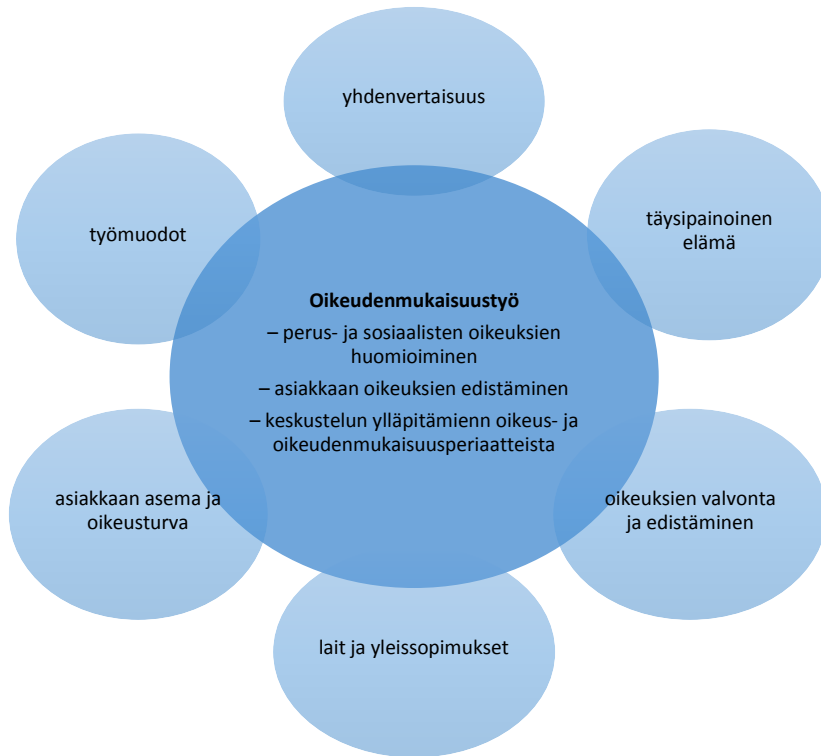 yhdenvertaisuus
työmuodot
täysipainoinen
elämä
Oikeudenmukaisuustyö
– perus- ja sosiaalisten oikeuksien
huomioiminen
– asiakkaan oikeuksien edistäminen
– keskustelun ylläpitämienn oikeus- ja
oikeudenmukaisuusperiaatteista
asiakkaan asema ja
oikeusturva
oikeuksien valvonta
ja edistäminen
lait ja yleissopimukset